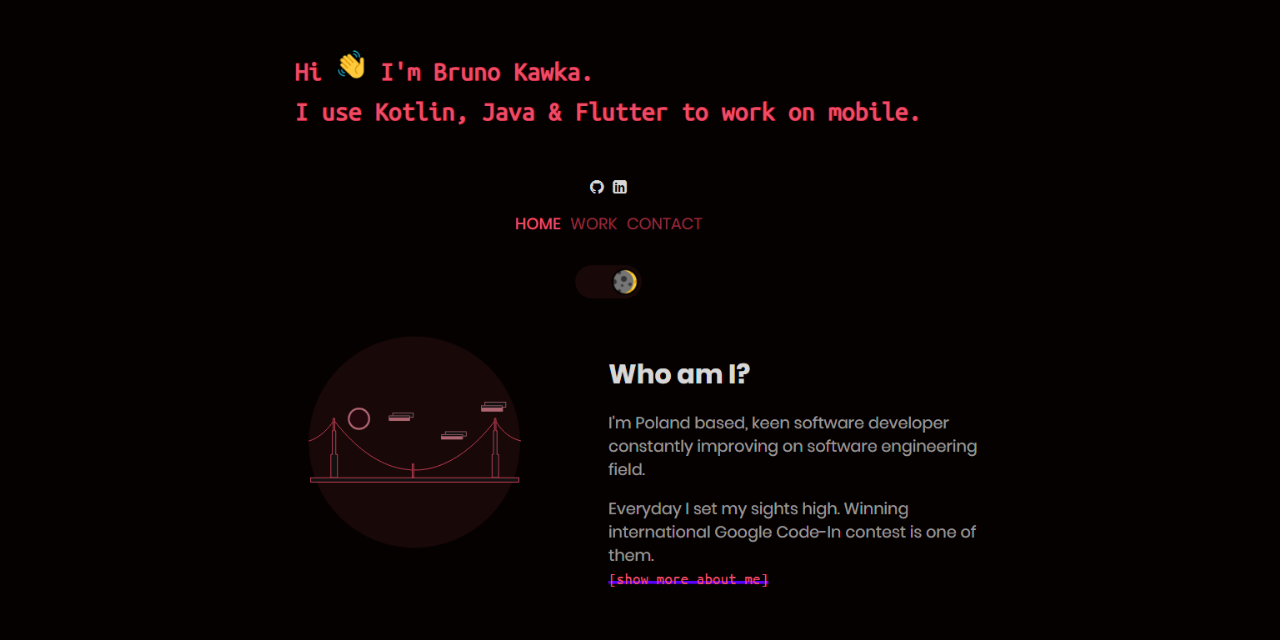 Hi 👋 I'm Bruno Kawka.
I use Kotlin, Java & Flutter to work on mobile.
in
HOME WORK CONTACT
Who am I?
I'm Poland based, keen software developer
constantly improving on software engineering
field.
Everyday I set my sights high. Winning
international Google Code-In contest is one of
them.
[show more about me]